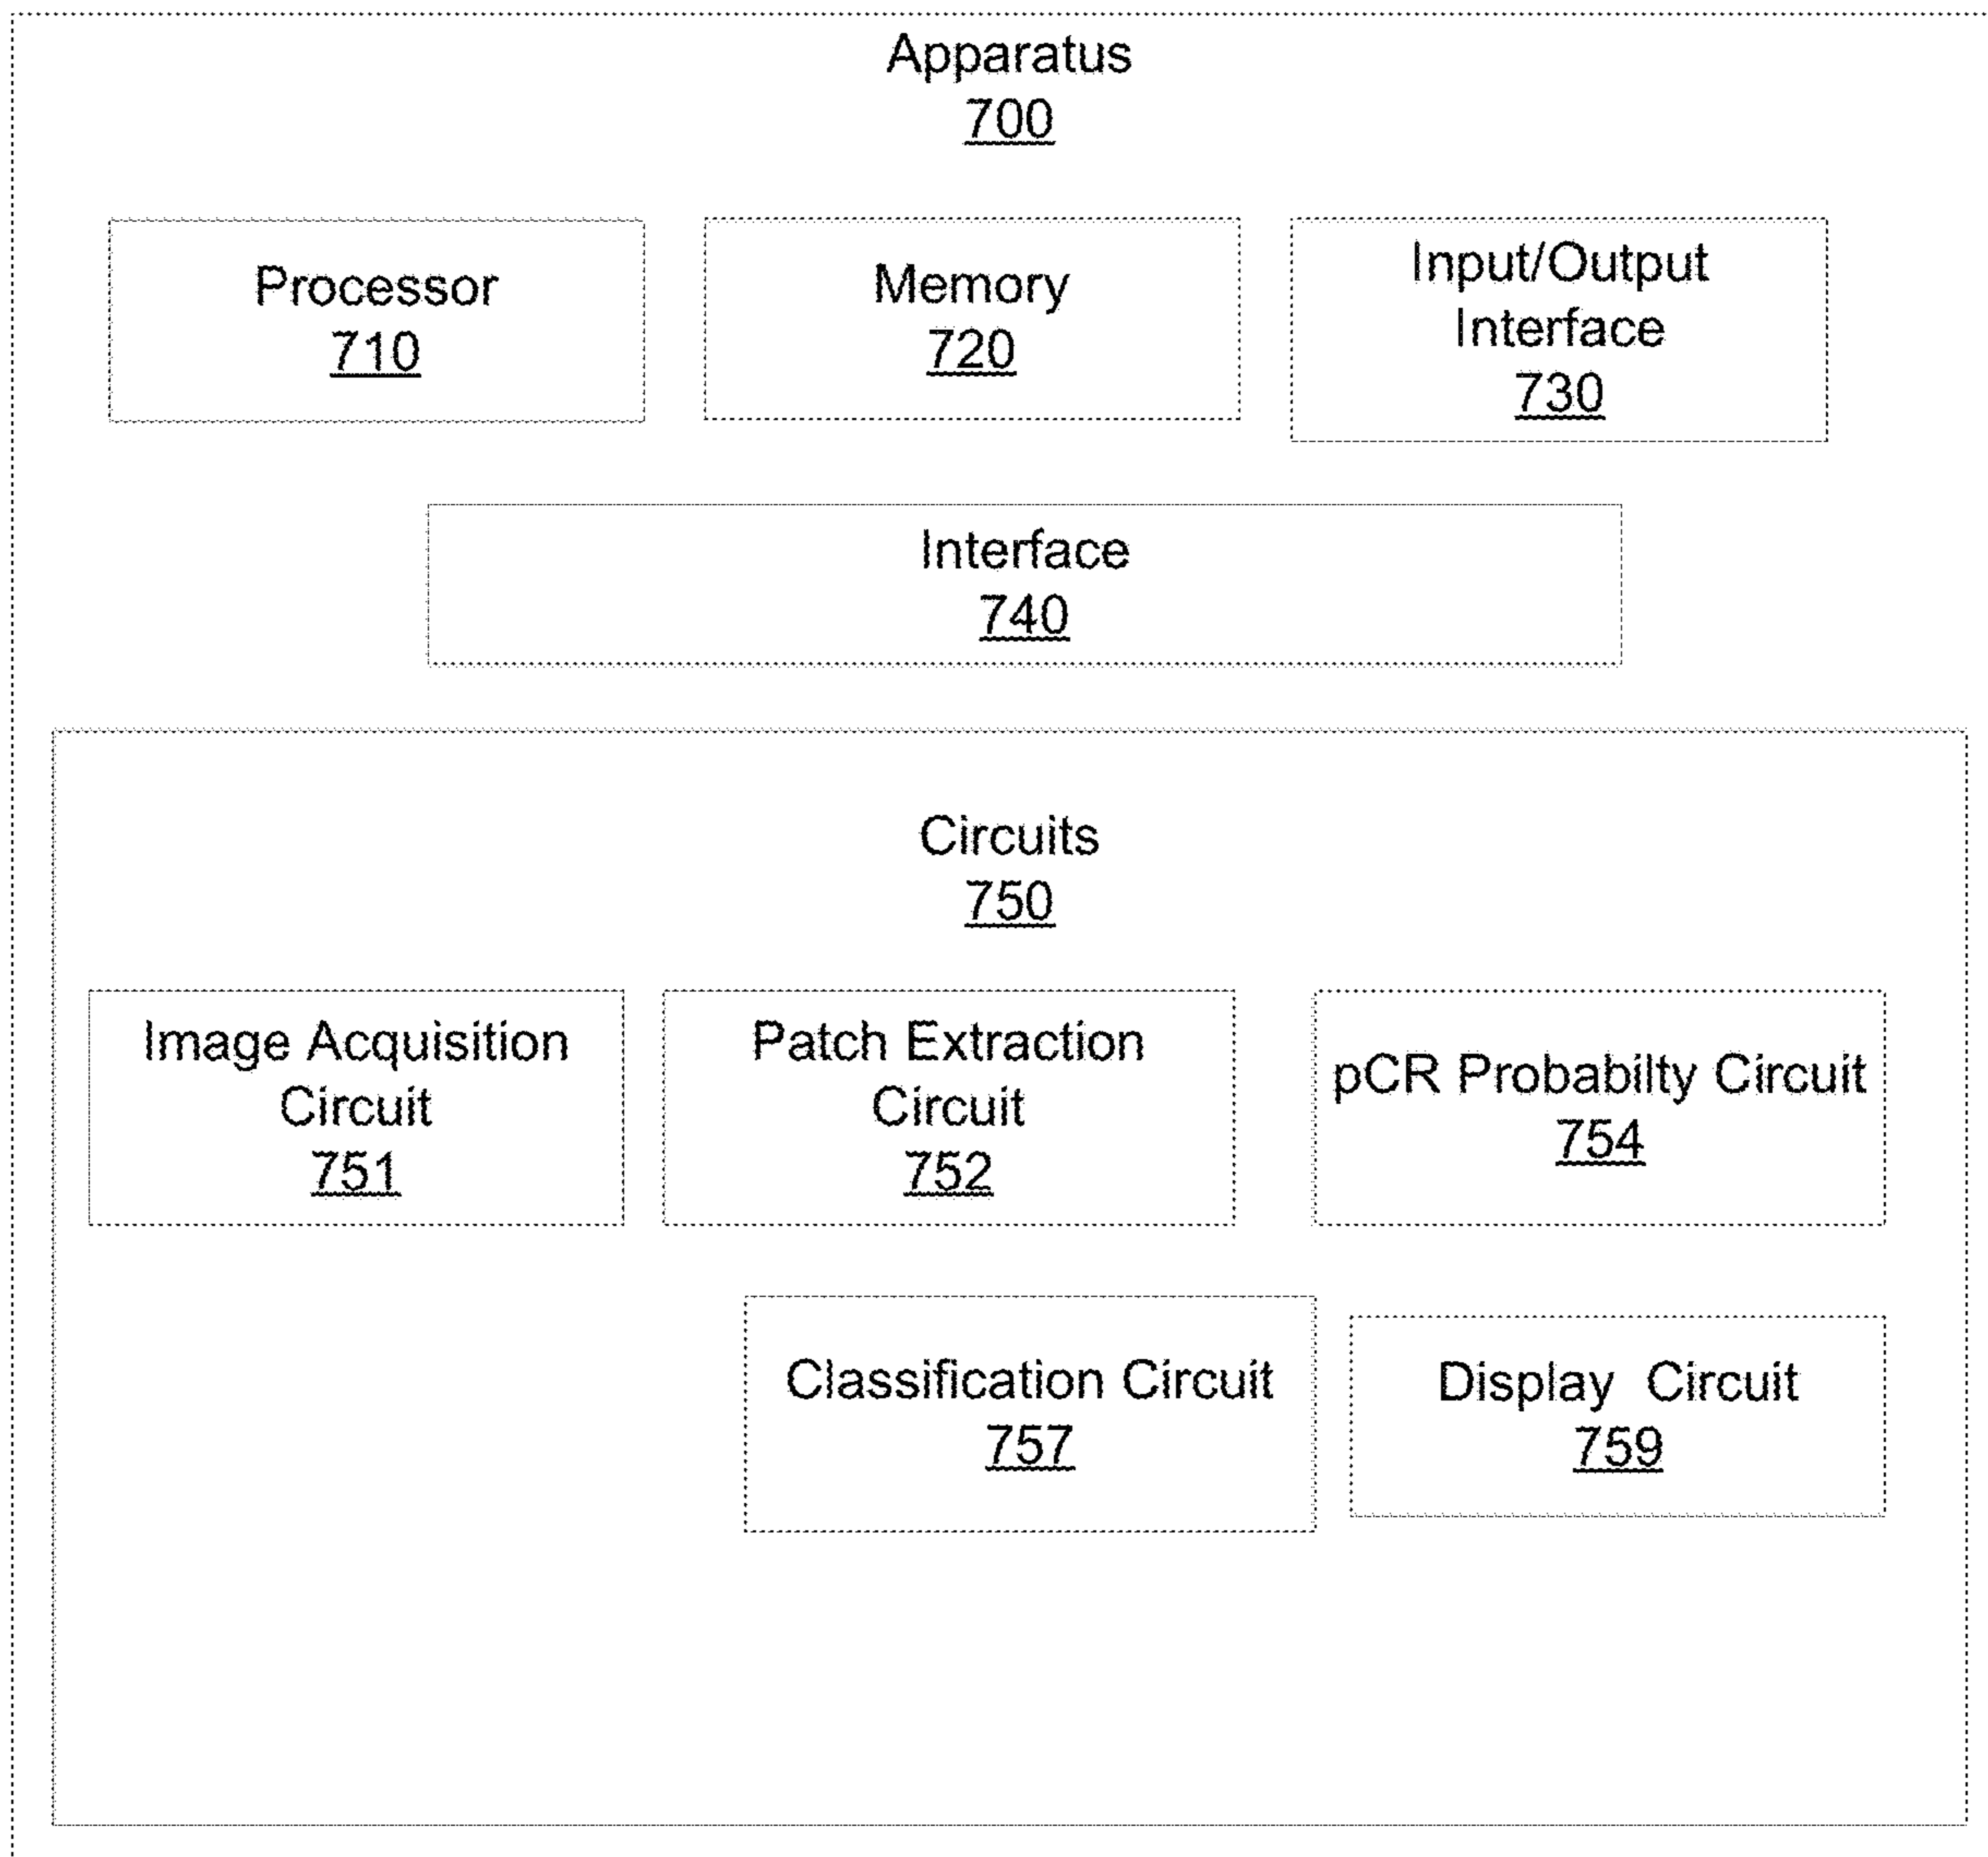 Apparatus
700
Processor
710
Memory
720
Input/Output
Interface
730
Interface
740
Circuits
750
Image Acquisition
Circuit
751
Patch Extraction
Circuit
752
pCR Probabilty Circuit
754
Classification Circuit
757
Display Circuit
759